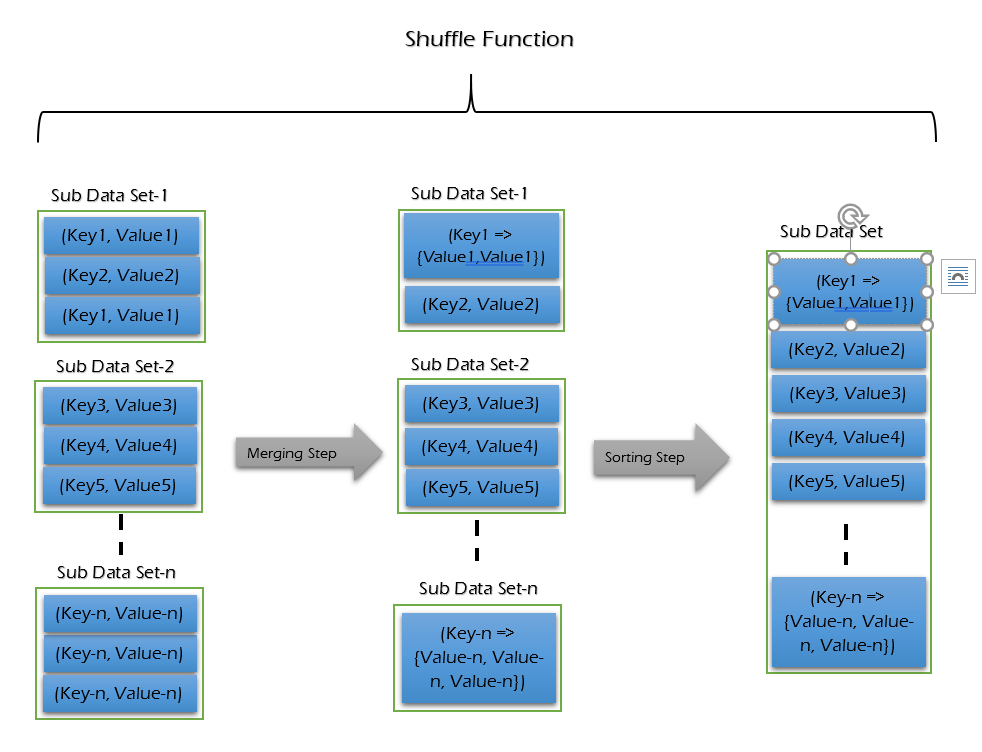 Shuffle Function
Sub Data Set-1
(Key1, Value1)
(Key2, Value2)
(Key1, Value1)
Sub Data Set-2
(Key3, Value3)
(Key4, Value4)
(Key5, Value5)
Sub Data Set-n
(Key-n, Value-n)
(Key-n, Value-n)
(Key-n, Value-n)
Merging Step
Sub Data Set-1
(Key1 =>
{Value1,Value1})
(Key2, Value2)
Sub Data Set-2
(Key3, Value3)
(Key4, Value4)
(Key5, Value5)
Sub Data Set-n
(Key-n =>
{Value-n, Value-
n, Value-n})
Sorting Step
Sub Data Set
(Key1 =>
{Value1,Value1})
(Key2, Value2)
(Key3, Value3)
(Key4, Value4)
(Key5, Value5)
(Key-n =>
{Value-n, Value-
n, Value-n})